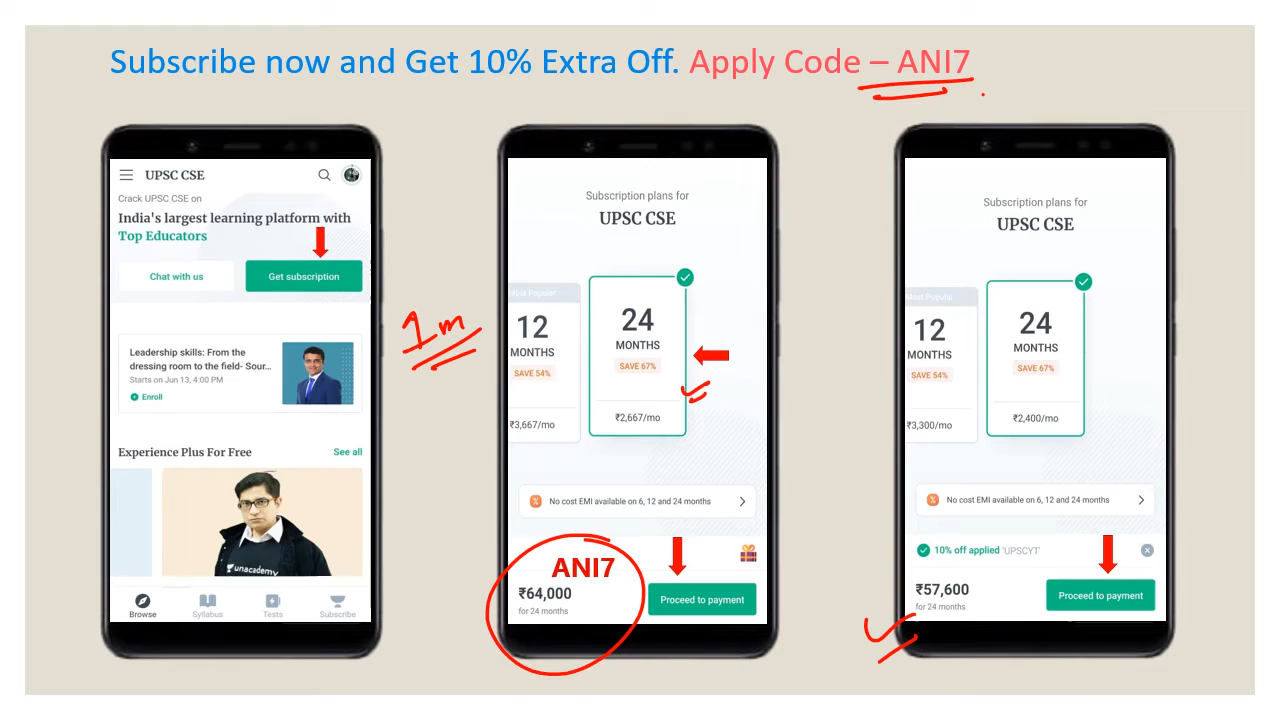 Subscribe now and Get 10% Extra Off. Apply Code – ANI7
UPSC CSE
Crack UPSC CSE on
India's largest learning platform with
Top Educators
Chat with us
Get subscription
Leadership skills: From the
dressing room to the field- Sour...
Starts on Jun 13, 4:00 PM
Enroll
Experience Plus For Free
See all
unacademy
Browse
Syllabus
Tests
Subscribe
1m
Subscription plans for
UPSC CSE
Most Popular
12
MONTHS
SAVE 54%
₹3,667/mo
24
MONTHS
SAVE 67%
₹2,667/mo
No cost EMI available on 6, 12 and 24 months
ANI7
₹64,000
for 24 months
Proceed to payment
Subscription plans for
UPSC CSE
Most Popular
12
MONTHS
SAVE 54%
₹3,300/mo
24
MONTHS
SAVE 67%
₹2,400/mo
No cost EMI available on 6, 12 and 24 months
10% off applied 'UPSCYT'
₹57,600
for 24 months
Proceed to payment